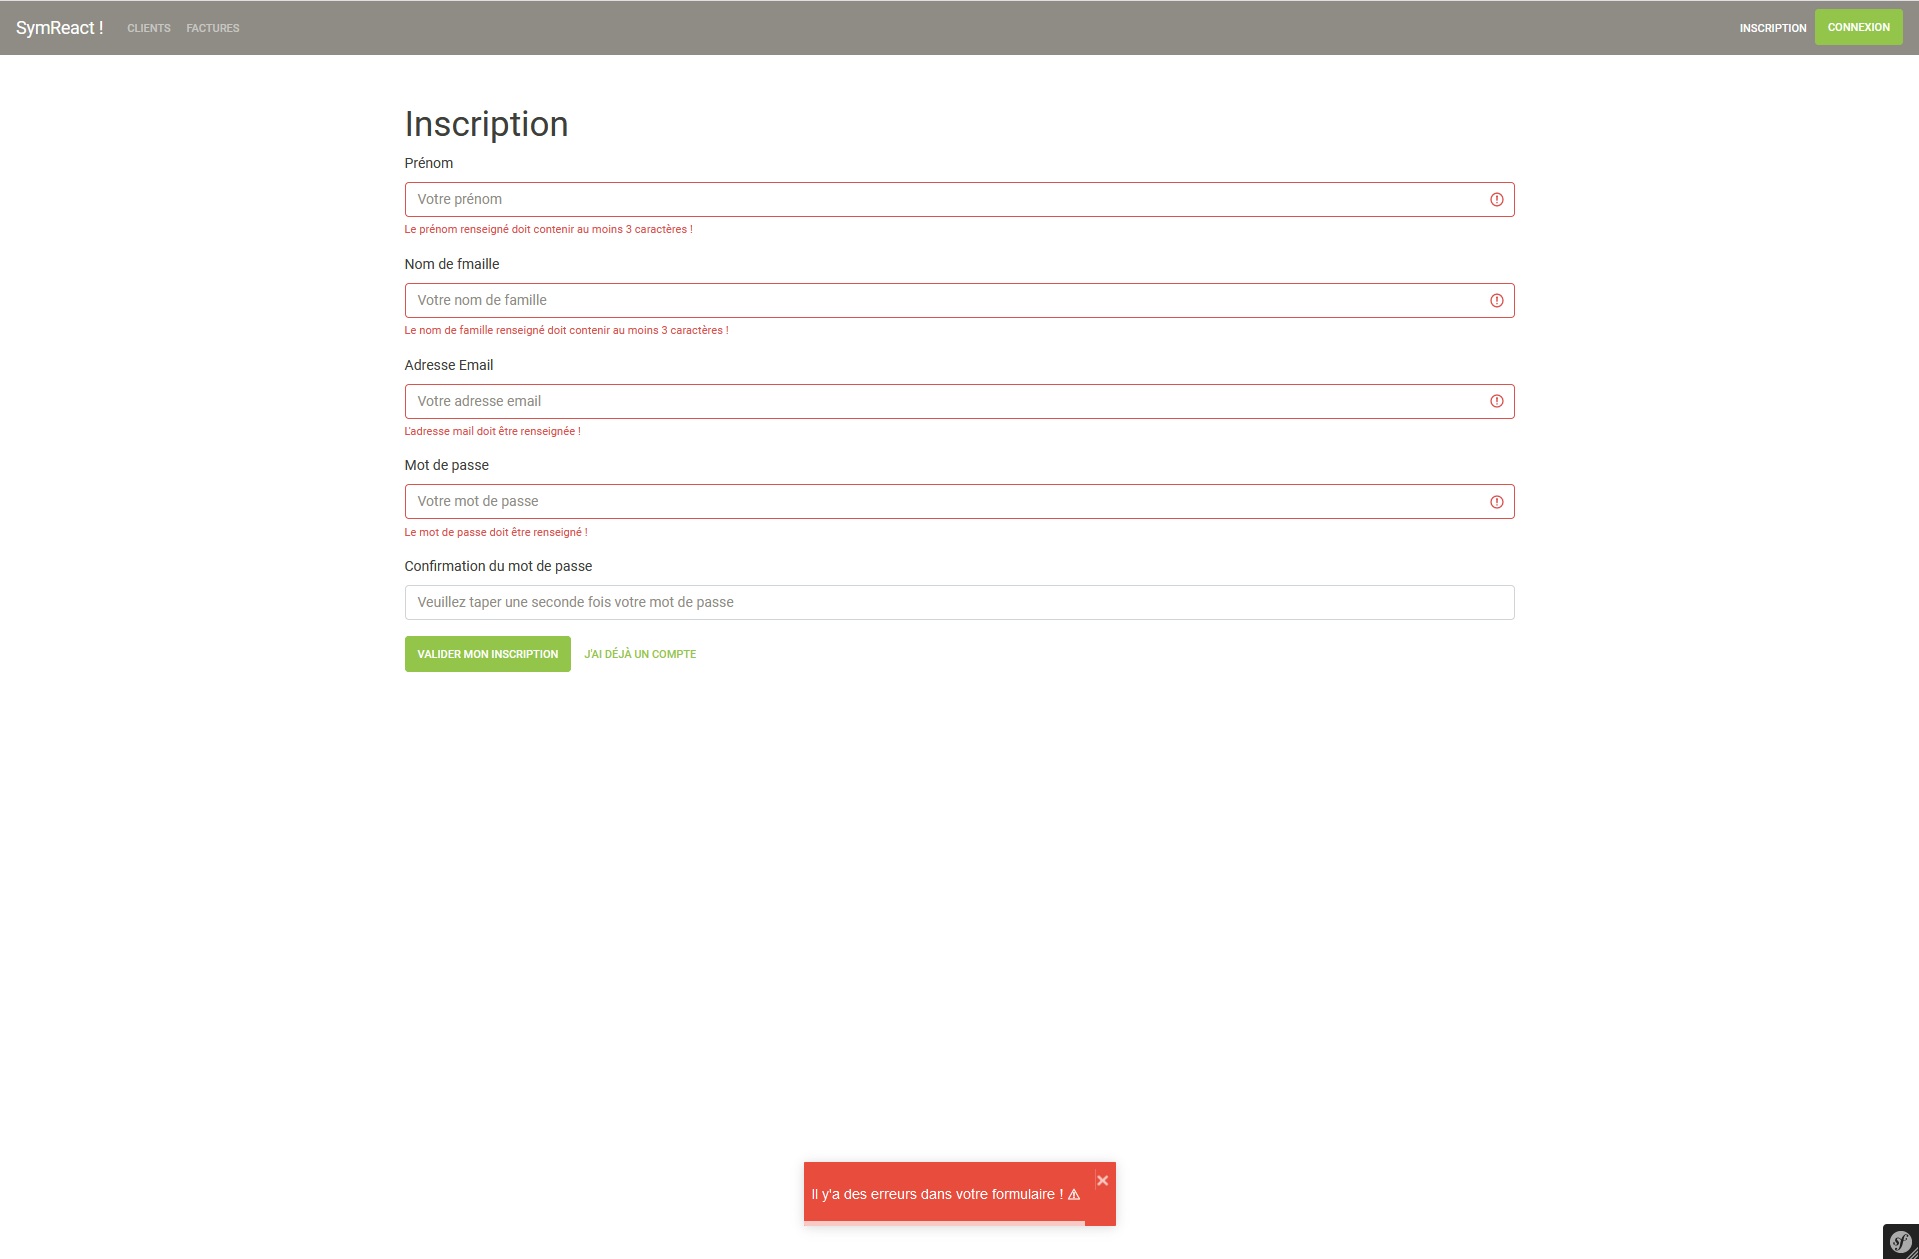 SymReact ! CLIENTS FACTURES INSCRIPTION CONNEXION
Inscription
Prénom
Votre prénom
Le prénom renseigné doit contenir au moins 3 caractères !
Nom de fmaille
Votre nom de famille
Le nom de famille renseigné doit contenir au moins 3 caractères !
Adresse Email
Votre adresse email
L'adresse mail doit être renseignée !
Mot de passe
Votre mot de passe
Le mot de passe doit être renseigné !
Confirmation du mot de passe
Veuillez taper une seconde fois votre mot de passe
VALIDER MON INSCRIPTION J'AI DÉJÀ UN COMPTE
Il y'a des erreurs dans votre formulaire ! ⚠
sf